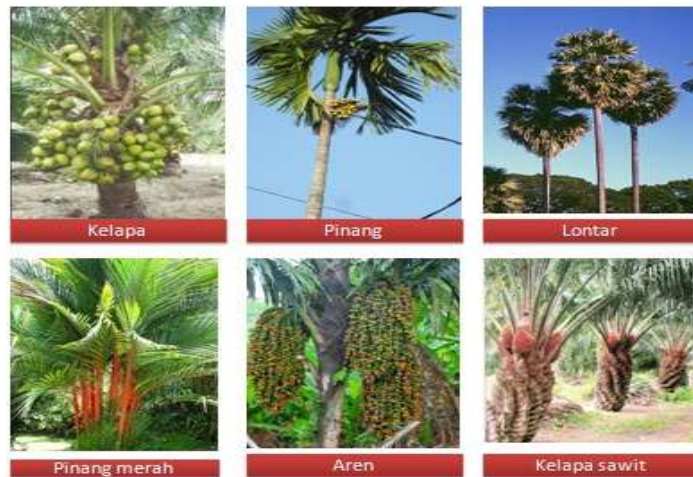 Kelapa
Pinang
Lontar
Pinang merah
Aren
Kelapa sawit